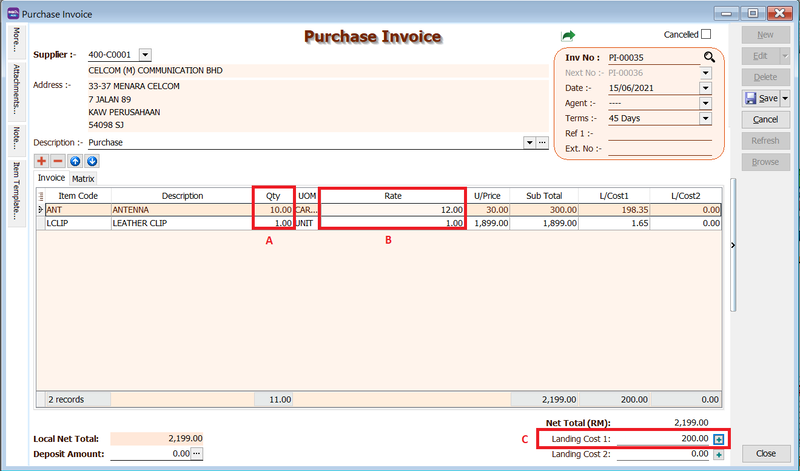 Purchase Invoice
More...
Attachments...
Note...
Item Template...
Purchase Invoice
Cancelled
Supplier :- 400-C0001
CELCOM (M) COMMUNICATION BHD
Address :- 33-37 MENARA CELCOM
7 JALAN 89
KAW PERUSAHAAN
54098 SJ
Description :- Purchase
Inv No : PI-00035
Next No :- PI-00036
Date :- 15/06/2021
Agent :- ----
Terms :- 45 Days
Ref 1 :-
Ext. No :-
New
Edit
Delete
Save
Cancel
Refresh
Browse
Invoice Matrix
Item Code Description Qty UOM Rate U/Price Sub Total L/Cost1 L/Cost2
ANT ANTENNA 10.00 CAR... 12.00 30.00 300.00 198.35 0.00
LCLIP LEATHER CLIP 1.00 UNIT 1.00 1,899.00 1,899.00 1.65 0.00
A B
2 records 11.00 2,199.00 200.00 0.00
Net Total (RM): 2,199.00
Local Net Total: 2,199.00
C Landing Cost 1: 200.00
Deposit Amount: 0.00
Landing Cost 2: 0.00
Close